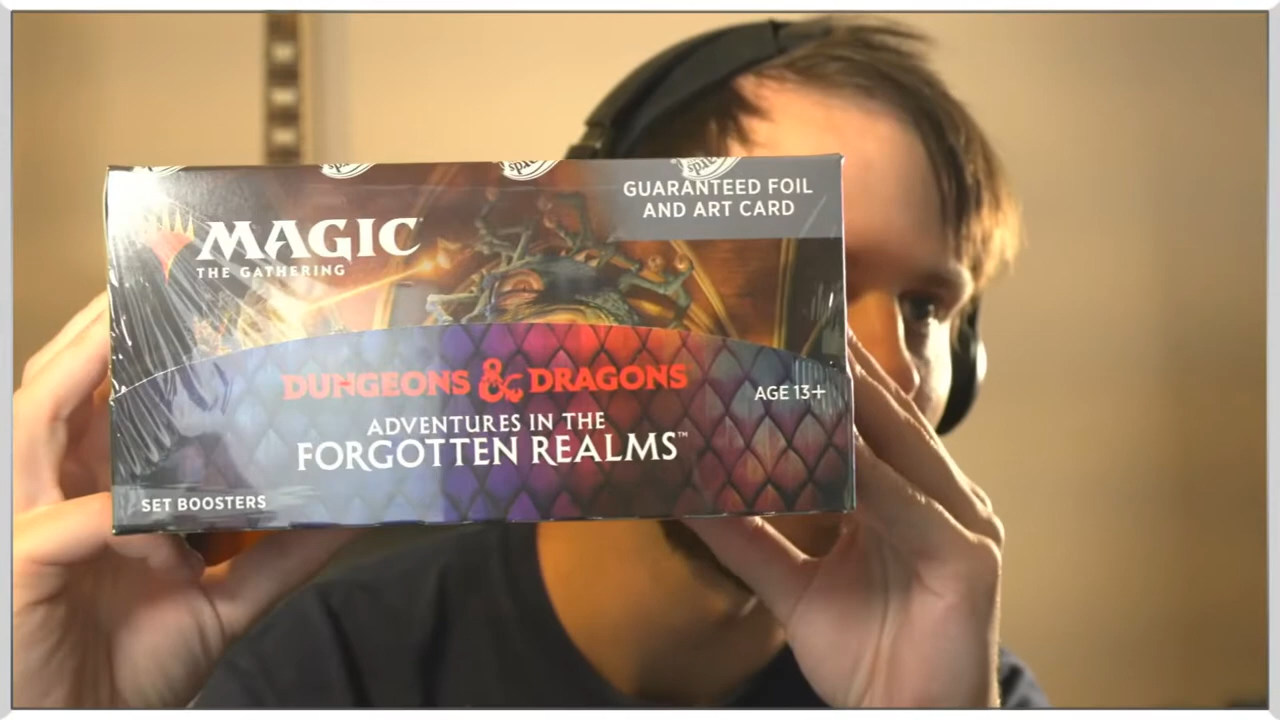 GUARANTEED FOIL
AND ART CARD
MAGIC
THE GATHERING
DUNGEONS & DRAGONS
AGE 13+
ADVENTURES IN THE
FORGOTTEN REALMS™
SET BOOSTERS